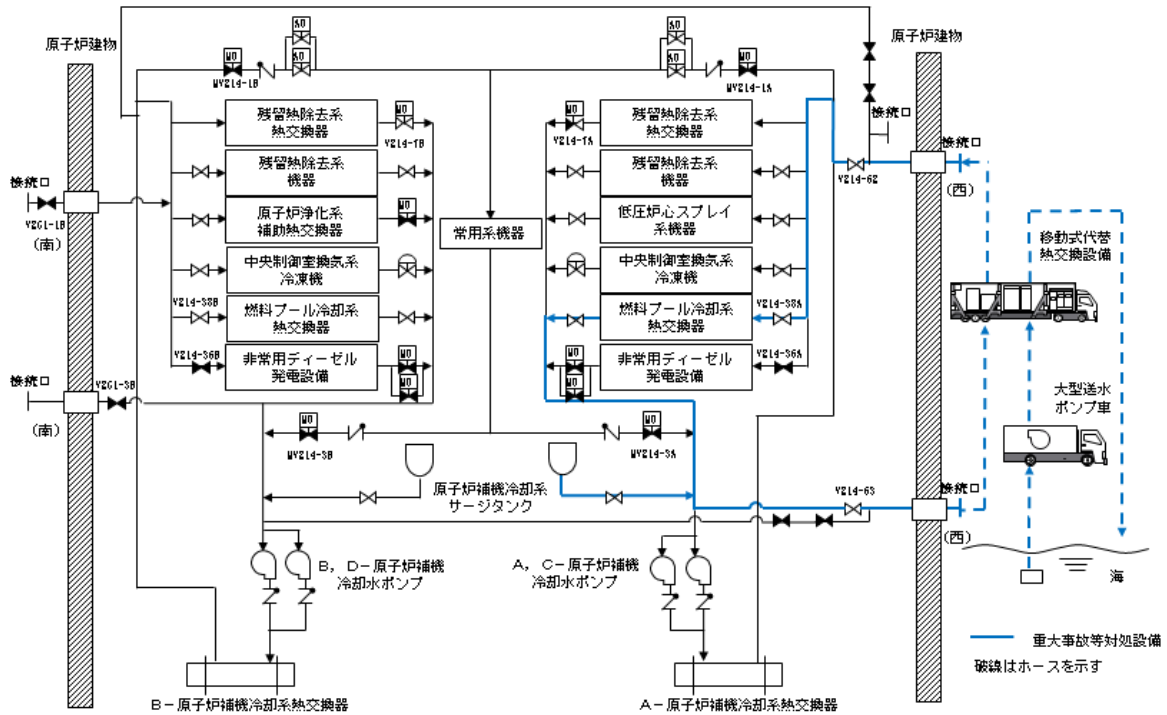 原子炉建物
原子炉建物
AO
AO
AO
AO
MO
MO
MV214-1B
MV214-1A
接続口
残留熱除去系
熱交換器
MO
V214-7B
残留熱除去系
熱交換器
MO
V214-7A
接続口
(西)
V214-62
残留熱除去系
機器
残留熱除去系
機器
接続口
V2G1-1B
(南)
原子炉浄化系
補助熱交換器
MO
常用系機器
低圧炉心スプレイ
系機器
移動式代替
熱交換設備
中央制御室換気系
冷凍機
中央制御室換気系
冷凍機
V214-38B
燃料プール冷却系
熱交換器
燃料プール冷却系
熱交換器
V214-38A
V214-36B
非常用ディーゼル
発電設備
MO
MO
MO
MO
非常用ディーゼル
発電設備
V214-36A
接続口
V2G1-3B
(南)
大型送水
ポンプ車
MO
MV214-3B
MO
MV214-3A
原子炉補機冷却系
サージタンク
V214-63
接続口
(西)
B,D-原子炉補機
冷却水ポンプ
A,C-原子炉補機
冷却水ポンプ
海
重大事故等対処設備
破線はホースを示す
B-原子炉補機冷却系熱交換器
A-原子炉補機冷却系熱交換器